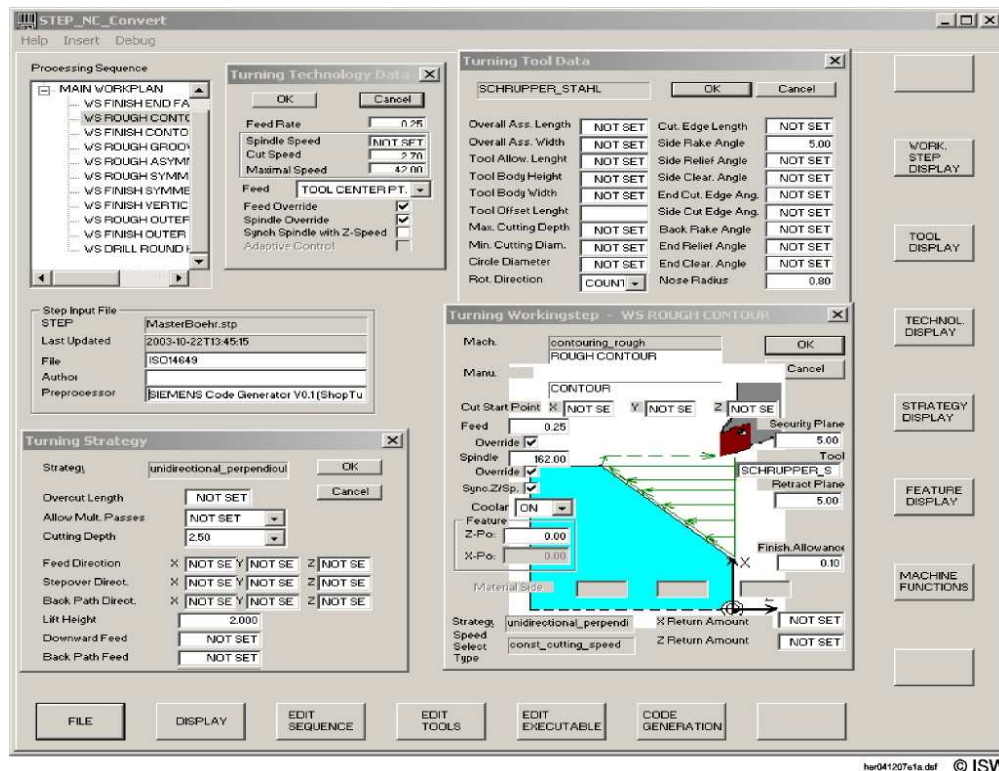 STEP_NC_Convert
Help Insert Debug
Processing Sequence
MAIN WORKPLAN
WS FINISH END FA
WS ROUGH CONTO
WS FINISH CONTO
WS ROUGH GROOV
WS ROUGH ASYMM
WS ROUGH SYMM
WS FINISH SYMME
WS FINISH VERTIC
WS ROUGH OUTER
WS FINISH OUTER
WS DRILL ROUND
Turning Technology Data
OK Cancel
Feed Rate 0.25
Spindle Speed NOT SET
Cut Speed 2.70
Maximal Speed 42.00
Feed TOOL CENTER PT.
Feed Override
Spindle Override
Synch Spindle with Z-Speed
Adaptive Control
Turning Tool Data
SCHRUPPER_STAHL OK Cancel
Overall Ass. Length NOT SET Cut. Edge Length NOT SET
Overall Ass. Width NOT SET Side Rake Angle 5.00
Tool Allow. Lenght NOT SET Side Relief Angle NOT SET
Tool Body Height NOT SET Side Clear. Angle NOT SET
Tool Body Width NOT SET End Cut. Edge Ang. NOT SET
Tool Offset Lenght Side Cut Edge Ang. NOT SET
Max. Cutting Depth NOT SET Back Rake Angle NOT SET
Min. Cutting Diam. NOT SET End Relief Angle NOT SET
Circle Diameter NOT SET End Clear. Angle NOT SET
Rot. Direction COUNT Nose Radius 0.80
WORK. STEP DISPLAY
TOOL DISPLAY
TECHNOL. DISPLAY
STRATEGY DISPLAY
FEATURE DISPLAY
MACHINE FUNCTIONS
Step Input File
STEP MasterBoehr.stp
Last Updated 2003-10-22T13:45:15
File ISO14649
Author
Preprocessor SIEMENS Code Generator V0.1(ShopTu
Turning Strategy
Strategy unidirectional_perpendicul OK
Cancel
Overcut Length NOT SET
Allow Mult. Passes NOT SET
Cutting Depth 2.50
Feed Direction X NOT SE Y NOT SE Z NOT SE
Stepover Direct. X NOT SE Y NOT SE Z NOT SE
Back Path Direct. X NOT SE Y NOT SE Z NOT SE
Lift Height 2.000
Downward Feed NOT SET
Back Path Feed NOT SET
Turning Workingstep - WS ROUGH CONTOUR
Mach. contouring_rough OK
ROUGH CONTOUR
Manu. Cancel
CONTOUR
Cut Start Point X NOT SE Y NOT SE Z NOT SE
Feed 0.25 Security Plane
Override 5.00
Spindle 162.00 Tool
Override SCHRUPPER_S
Sync.Z/Sp. Retract Plane
Coolar ON 5.00
Feature
Z-Po: 0.00
X-Po: 0.00 Finish.Allowance
X 0.10
Material Side
Strategy unidirectional_perpendi X Return Amount NOT SET
Speed Select Type const_cutting_speed Z Return Amount NOT SET
FILE DISPLAY EDIT SEQUENCE EDIT TOOLS EDIT EXECUTABLE CODE GENERATION
her041207e1a.dsf © ISW